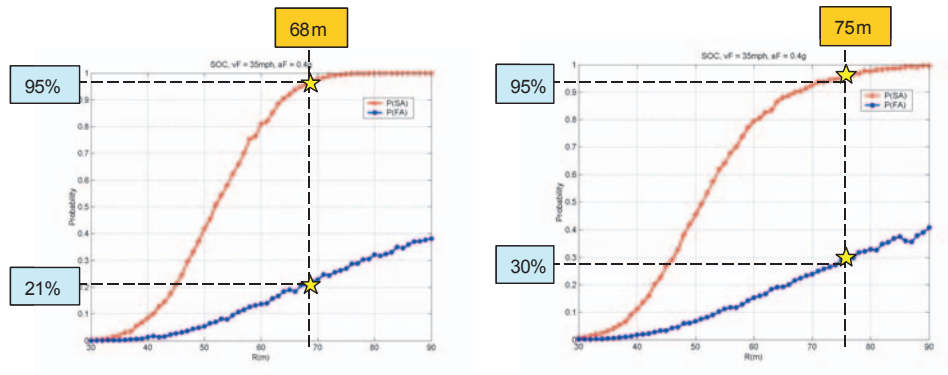 68m
SOC, vF = 35mph, aF = 0.4g
95%
21%
1
0.9
0.8
0.7
0.6
0.5
0.4
0.3
0.2
0.1
0
Probability
P(SA)
P(FA)
30 40 50 60 70 80 90
R(m)
75m
SOC, vF = 35mph, aF = 0.4g
95%
30%
1
0.9
0.8
0.7
0.6
0.5
0.4
0.3
0.2
0.1
0
Probability
P(SA)
P(FA)
30 40 50 60 70 80 90
R(m)